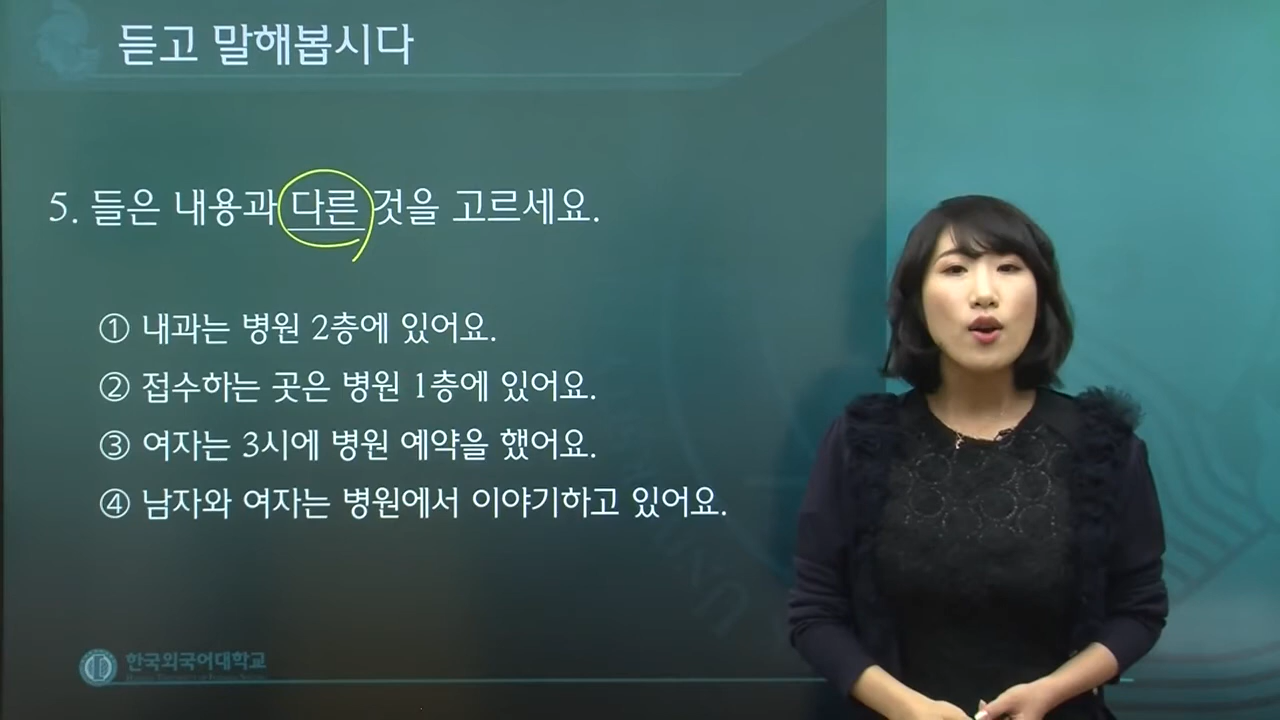 듣고 말해봅시다
5. 들은 내용과 다른 것을 고르세요.
① 내과는 병원 2층에 있어요.
② 접수하는 곳은 병원 1층에 있어요.
③ 여자는 3시에 병원 예약을 했어요.
④ 남자와 여자는 병원에서 이야기하고 있어요.
한국외국어대학교